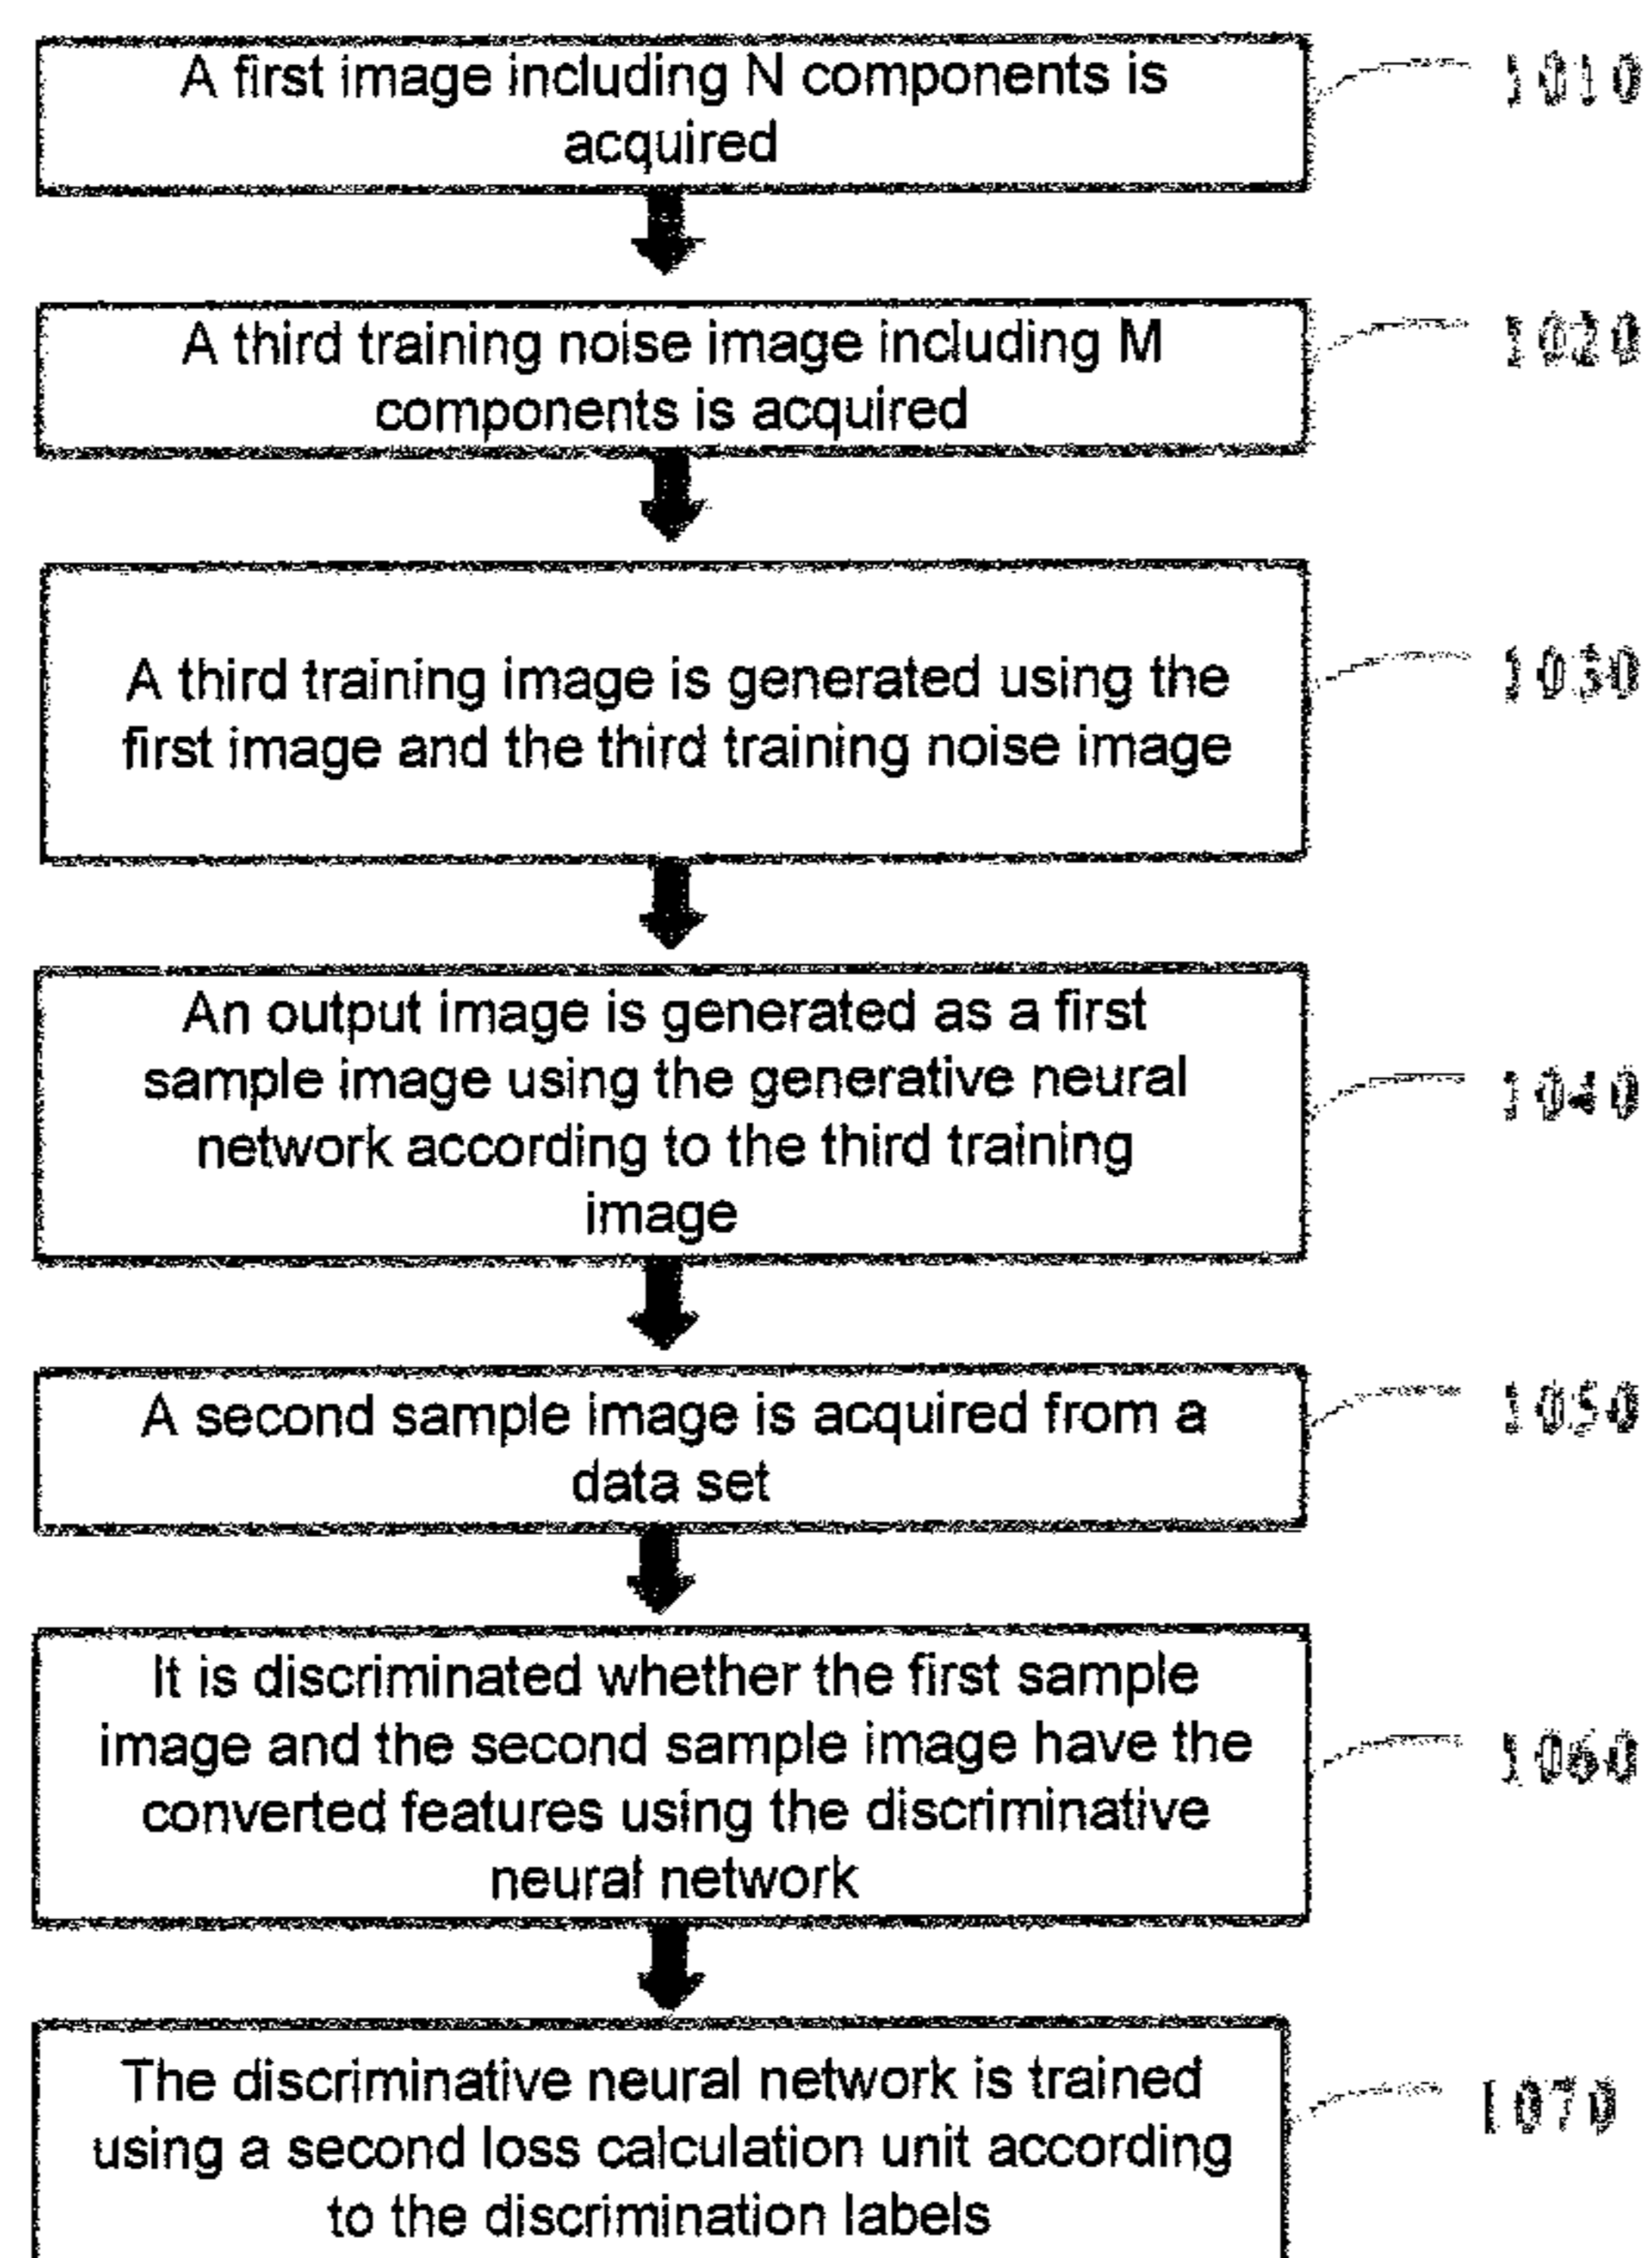 A first image including N components is
acquired
1010
A third training noise image including M
components is acquired
1020
A third training image is generated using the
first image and the third training noise image
1030
An output image is generated as a first
sample image using the generative neural
network according to the third training
image
1040
A second sample image is acquired from a
data set
1050
It is discriminated whether the first sample
image and the second sample image have the
converted features using the discriminative
neural network
1060
The discriminative neural network is trained
using a second loss calculation unit according
to the discrimination labels
1070